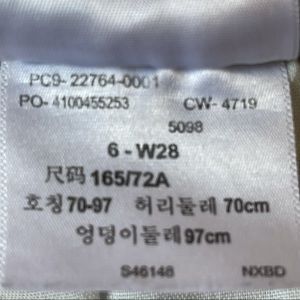 PC9- 22764-0001
PO- 4100455253 CW- 4719
5098
6 - W28
尺码 165/72A
호칭 70-97 허리둘레 70cm
엉덩이둘레 97cm
S46148 NXBD